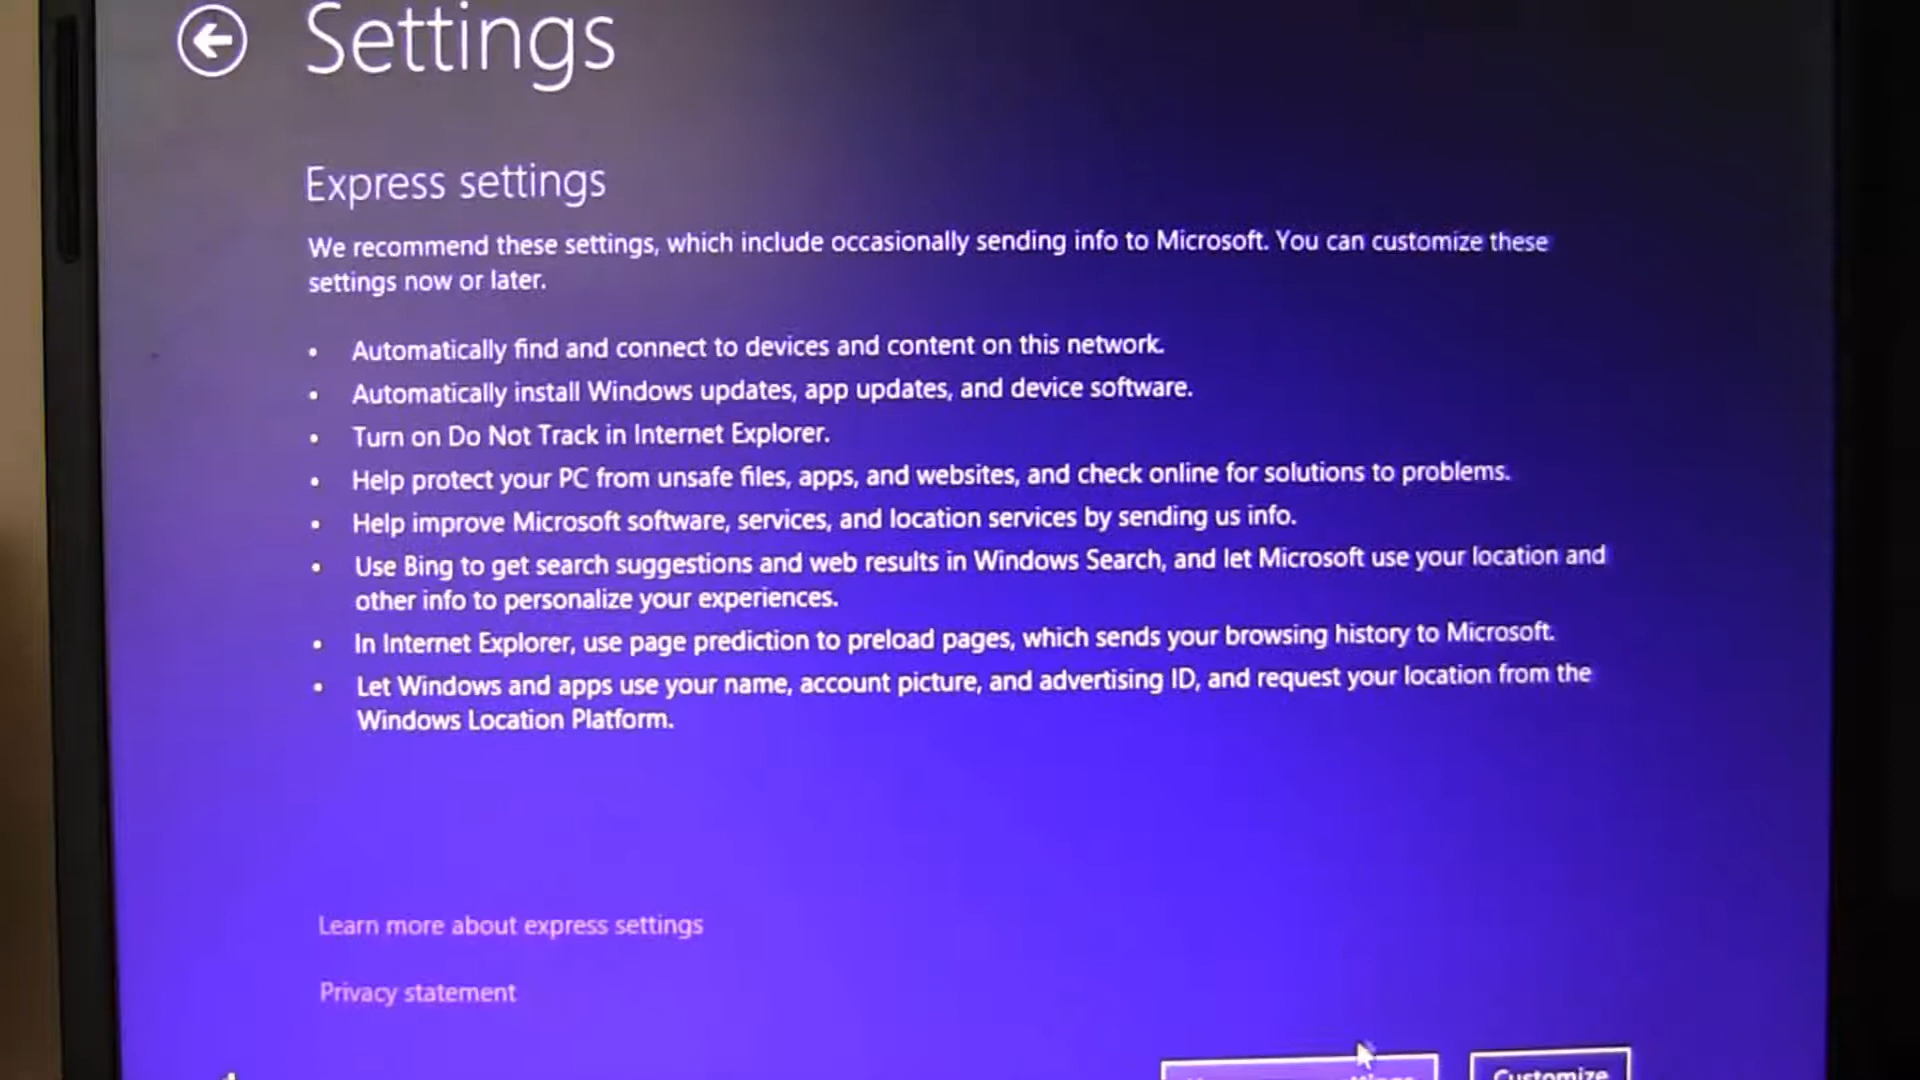 Settings
Express settings
We recommend these settings, which include occasionally sending info to Microsoft. You can customize these
settings now or later.
• Automatically find and connect to devices and content on this network.
• Automatically install Windows updates, app updates, and device software.
• Turn on Do Not Track in Internet Explorer.
• Help protect your PC from unsafe files, apps, and websites, and check online for solutions to problems.
• Help improve Microsoft software, services, and location services by sending us info.
• Use Bing to get search suggestions and web results in Windows Search, and let Microsoft use your location and
other info to personalize your experiences.
• In Internet Explorer, use page prediction to preload pages, which sends your browsing history to Microsoft.
• Let Windows and apps use your name, account picture, and advertising ID, and request your location from the
Windows Location Platform.
Learn more about express settings
Privacy statement
Customize